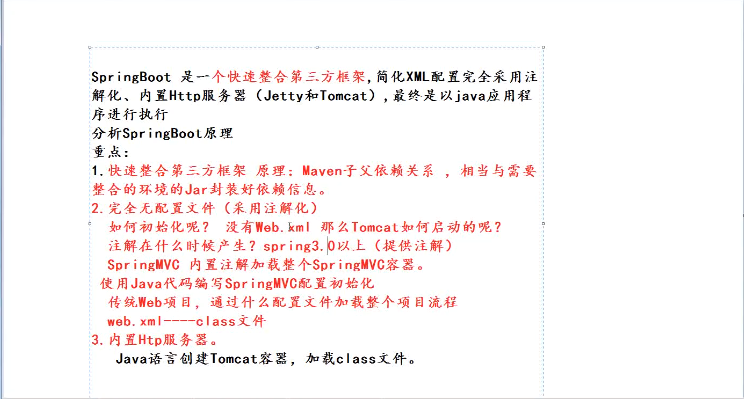 SpringBoot 是一个快速整合第三方框架,简化XML配置完全采用注
解化、内置Http服务器（Jetty和Tomcat）,最终是以java应用程
序进行执行
分析SpringBoot原理
重点：
1.快速整合第三方框架 原理：Maven子父依赖关系 ，相当与需要
整合的环境的Jar封装好依赖信息。
2.完全无配置文件（采用注解化）
如何初始化呢？ 没有Web.xml 那么Tomcat如何启动的呢？
注解在什么时候产生？spring3.0以上（提供注解）
SpringMVC 内置注解加载整个SpringMVC容器。
使用Java代码编写SpringMVC配置初始化
传统Web项目，通过什么配置文件加载整个项目流程
web.xml----class文件
3.内置Htp服务器。
Java语言创建Tomcat容器，加载class文件。